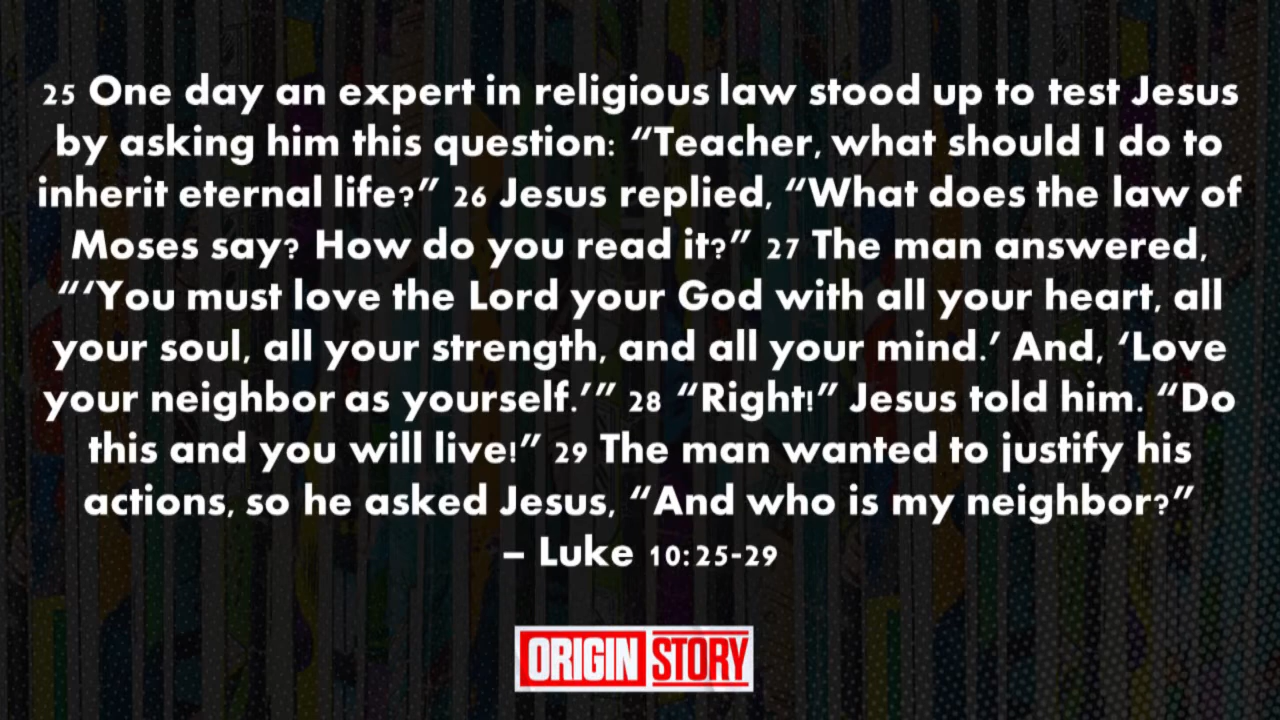 25 One day an expert in religious law stood up to test Jesus
by asking him this question: “Teacher, what should I do to
inherit eternal life?” 26 Jesus replied, “What does the law of
Moses say? How do you read it?” 27 The man answered,
“‘You must love the Lord your God with all your heart, all
your soul, all your strength, and all your mind.’ And, ‘Love
your neighbor as yourself.’” 28 “Right!” Jesus told him. “Do
this and you will live!” 29 The man wanted to justify his
actions, so he asked Jesus, “And who is my neighbor?”
– Luke 10:25-29
ORIGIN STORY